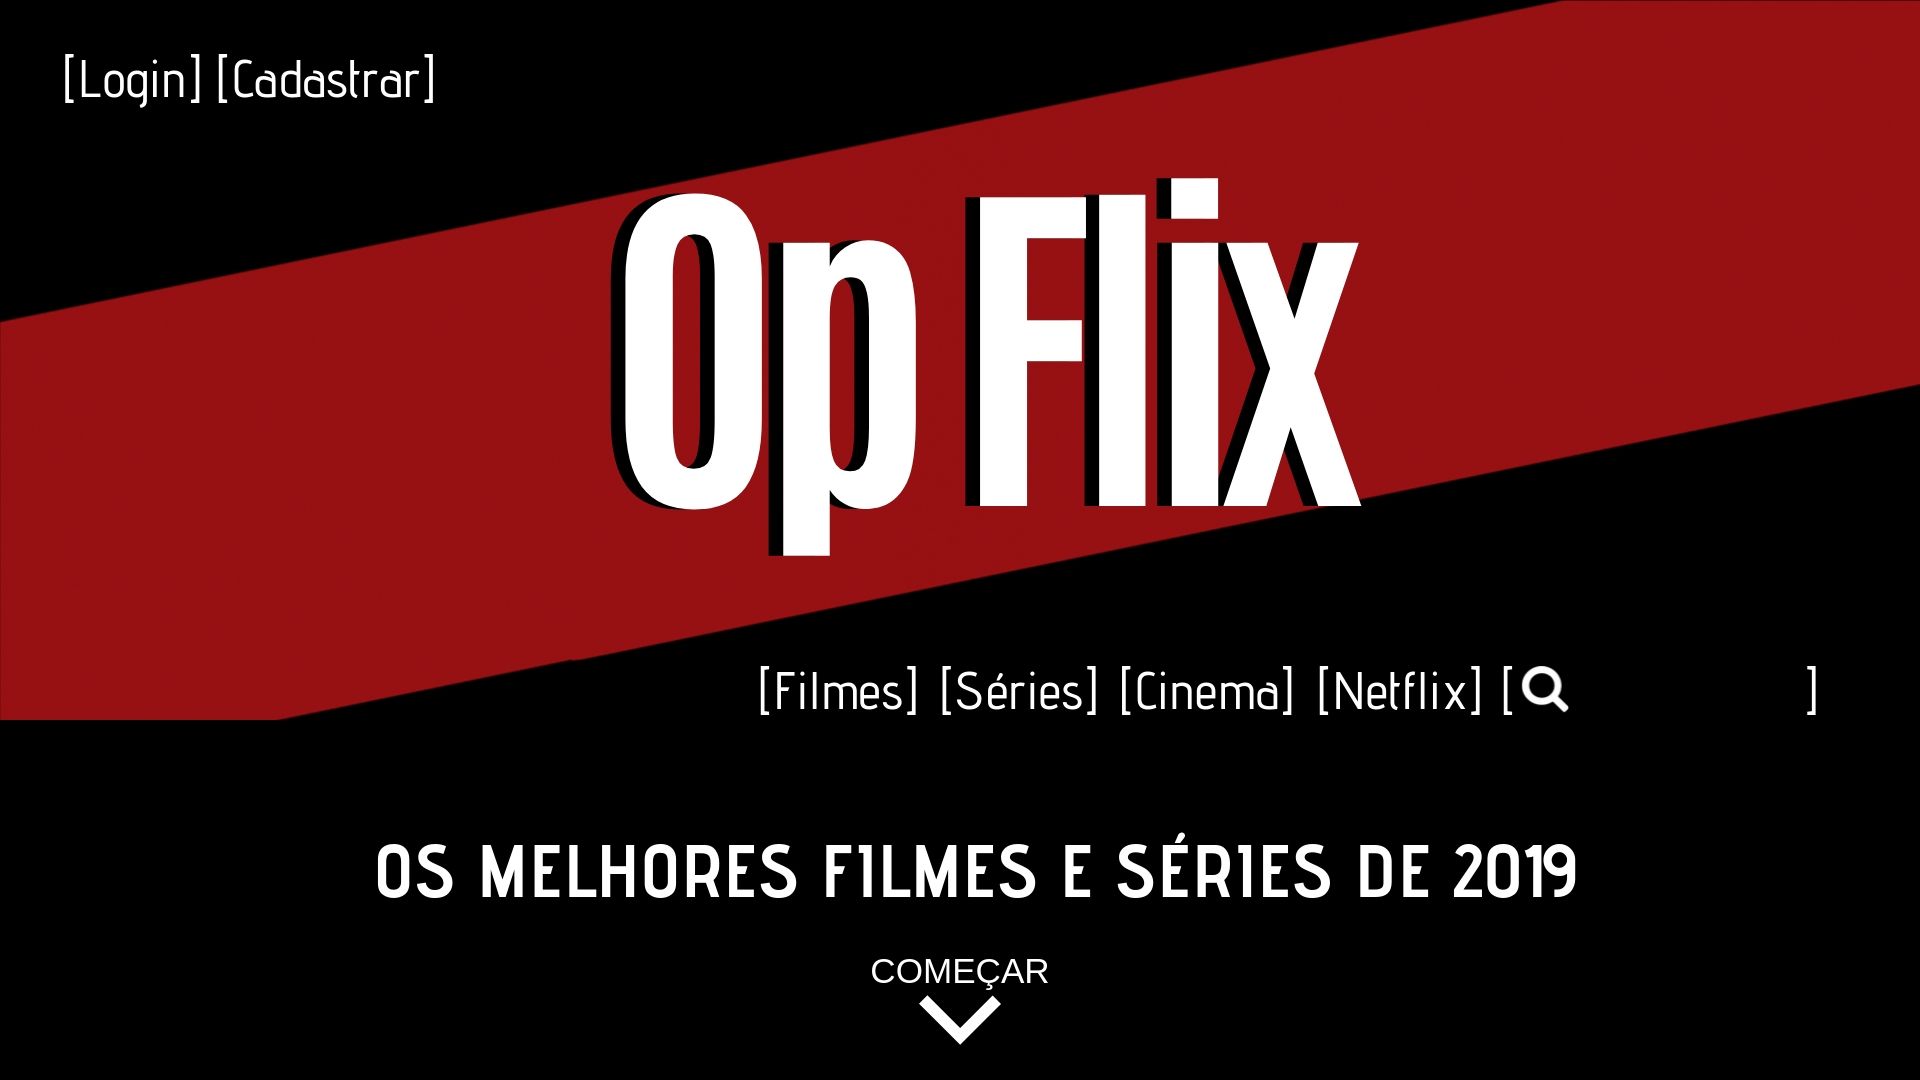 [Login] [Cadastrar]
Op Flix
[Filmes] [Séries] [Cinema] [Netflix] [ ]
OS MELHORES FILMES E SÉRIES DE 2019
COMEÇAR